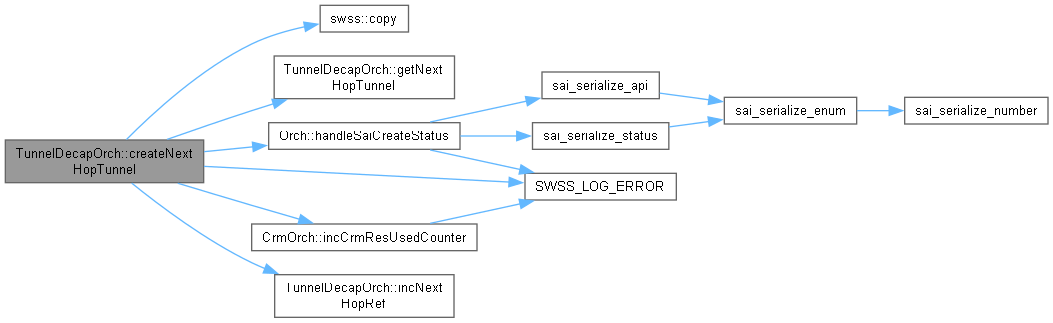 swss::copy
TunnelDecapOrch::getNext
HopTunnel
sai_serialize_api
Orch::handleSaiCreateStatus
sai_serialize_status
sai_serialize_enum
sai_serialize_number
TunnelDecapOrch::createNext
HopTunnel
SWSS_LOG_ERROR
CrmOrch::incCrmResUsedCounter
TunnelDecapOrch::incNext
HopRef